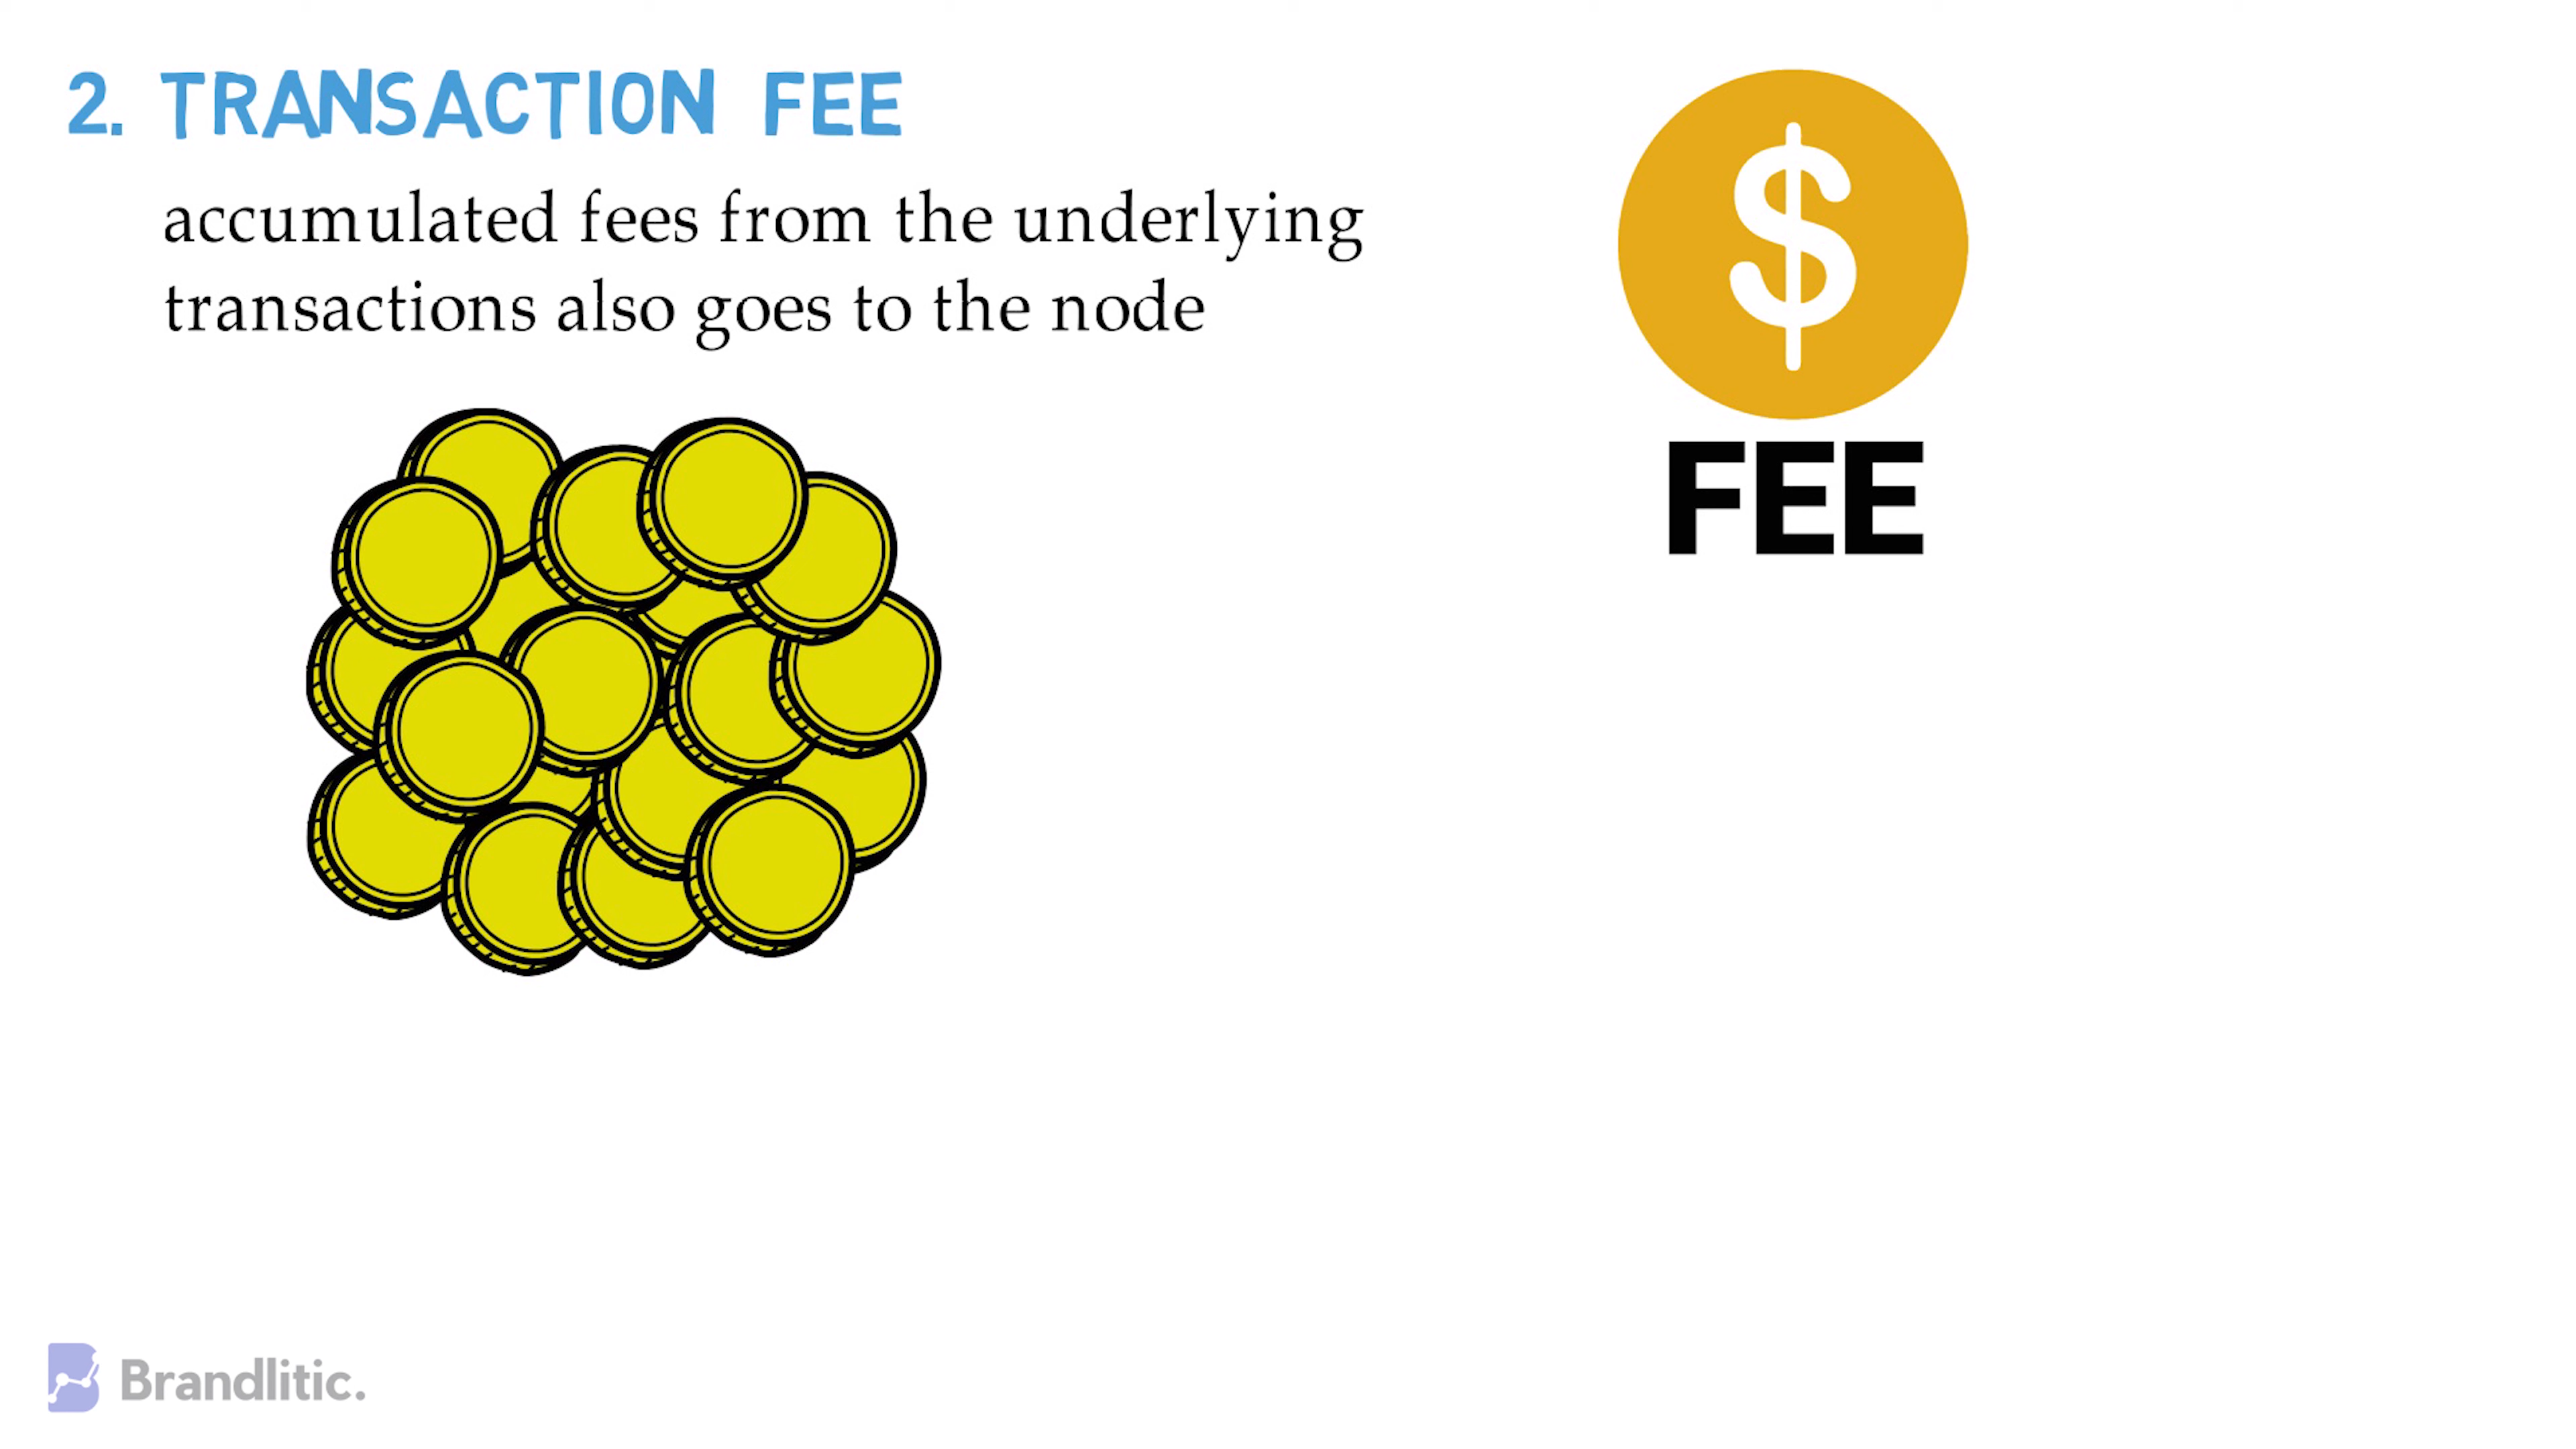 2. TRANSACTION FEE
accumulated fees from the underlying
transactions also goes to the node
$
FEE
Brandlitic.